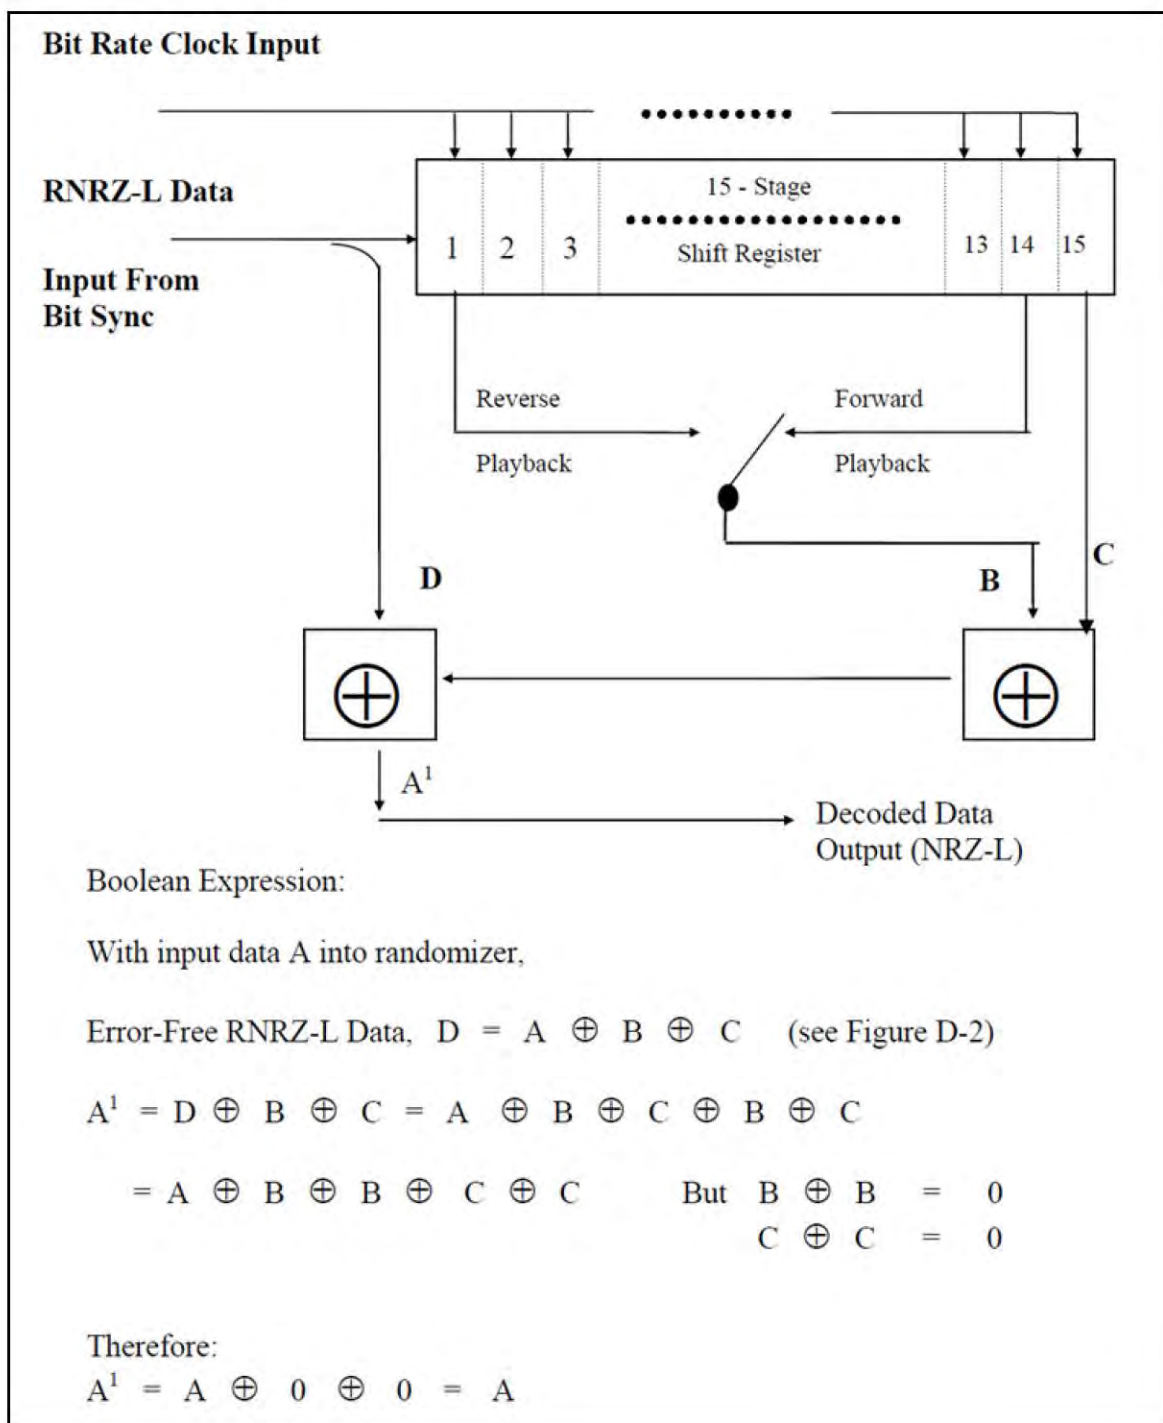 Bit Rate Clock Input
RNRZ-L Data
15 - Stage
1 2 3 Shift Register 13 14 15
Input From
Bit Sync
Reverse Forward
Playback Playback
D B C
⊕ ⊕
A¹
Decoded Data
Output (NRZ-L)
Boolean Expression:
With input data A into randomizer,
Error-Free RNRZ-L Data, D = A ⊕ B ⊕ C (see Figure D-2)
A¹ = D ⊕ B ⊕ C = A ⊕ B ⊕ C ⊕ B ⊕ C
= A ⊕ B ⊕ B ⊕ C ⊕ C But B ⊕ B = 0
C ⊕ C = 0
Therefore:
A¹ = A ⊕ 0 ⊕ 0 = A